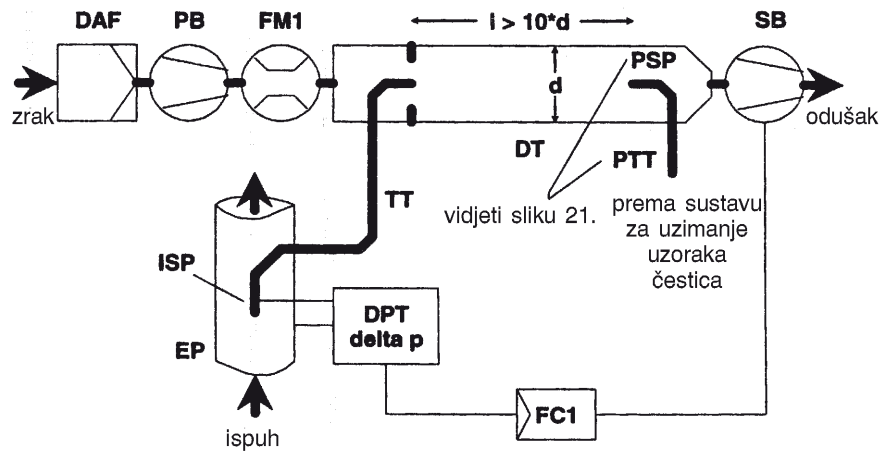 DAF
PB
FM1
l > 10*d
SB
zrak
d
PSP
odušak
DT
PTT
TT
vidjeti sliku 21.
prema sustavu
za uzimanje
uzoraka
čestica
ISP
DPT
delta p
EP
FC1
ispuh